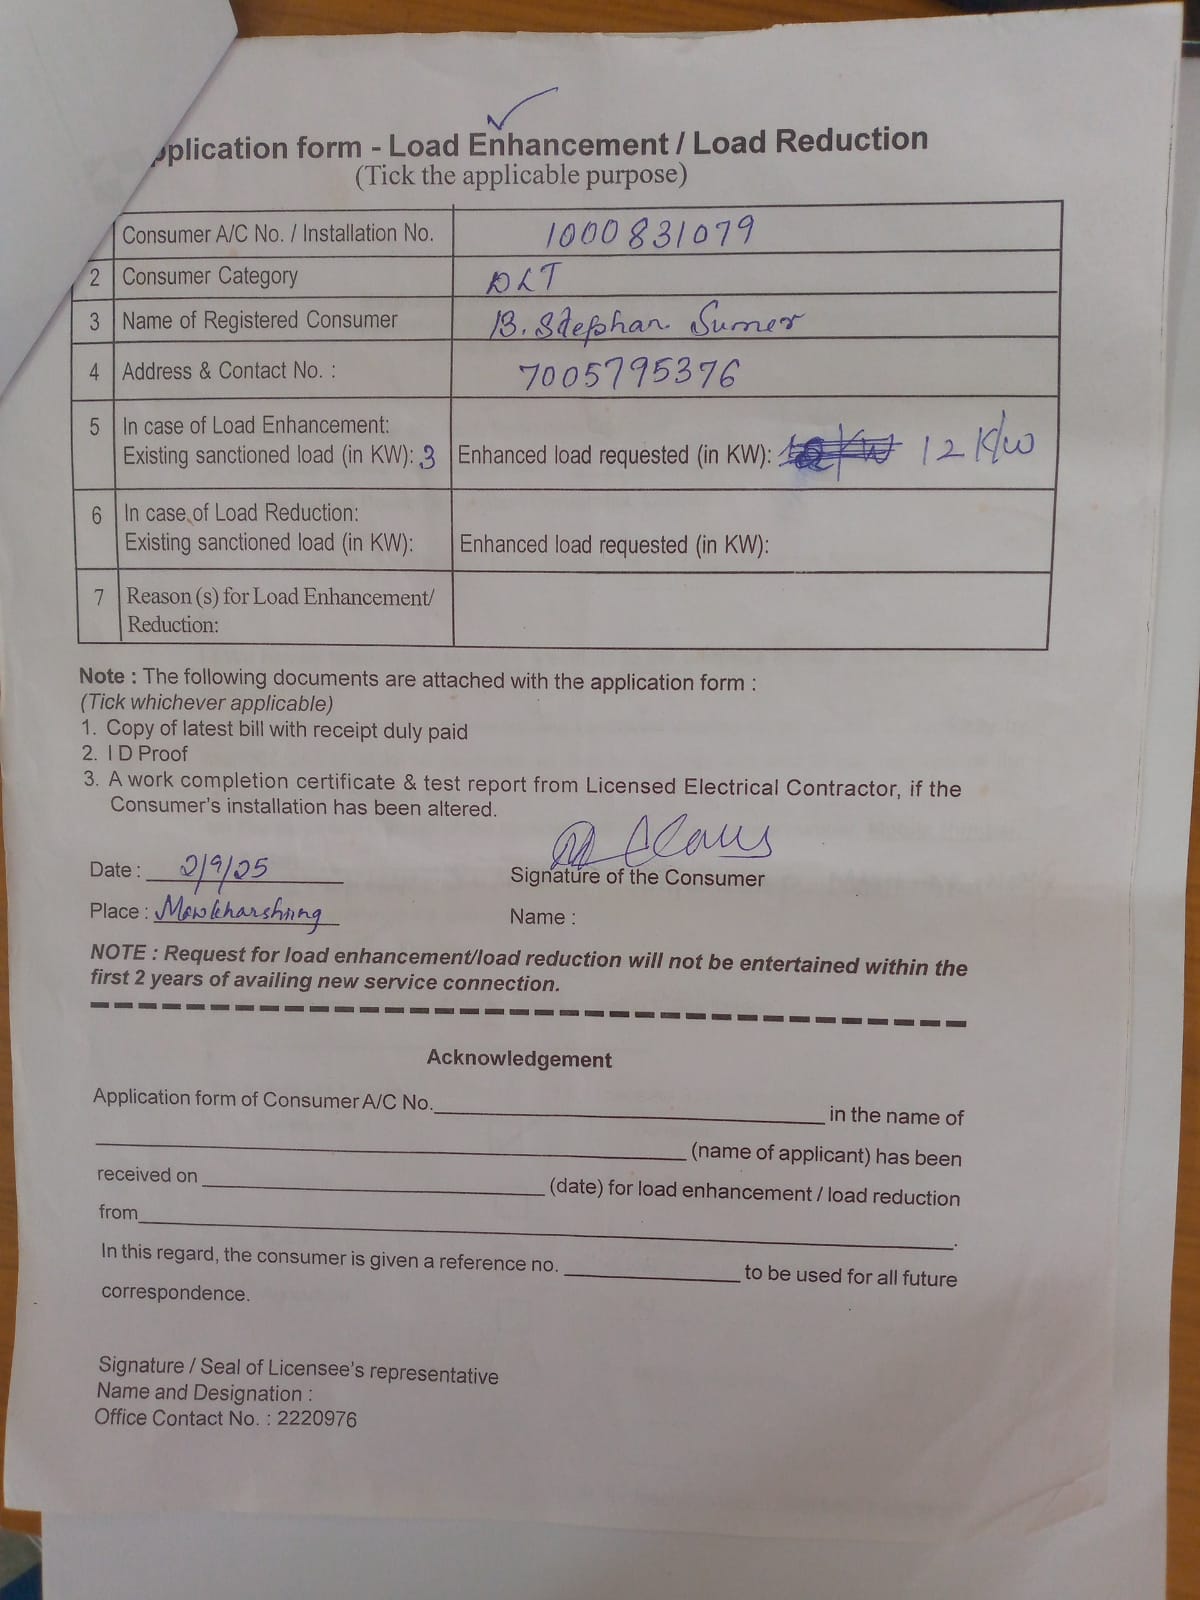 pplication form - Load Enhancement / Load Reduction
(Tick the applicable purpose)
Consumer A/C No. / Installation No. 1000831079
2 Consumer Category DLT
3 Name of Registered Consumer B. Stephan Sumer
4 Address & Contact No. : 7005795376
5 In case of Load Enhancement:
Existing sanctioned load (in KW): 3 Enhanced load requested (in KW): 12 K/W
6 In case of Load Reduction:
Existing sanctioned load (in KW): Enhanced load requested (in KW):
7 Reason (s) for Load Enhancement/
Reduction:
Note : The following documents are attached with the application form :
(Tick whichever applicable)
1. Copy of latest bill with receipt duly paid
2. I D Proof
3. A work completion certificate & test report from Licensed Electrical Contractor, if the
Consumer's installation has been altered.
Date : 2/9/25
Signature of the Consumer
Place : Mawkharshiing
Name :
NOTE : Request for load enhancement/load reduction will not be entertained within the
first 2 years of availing new service connection.
Acknowledgement
Application form of Consumer A/C No. in the name of
(name of applicant) has been
received on (date) for load enhancement / load reduction
from .
In this regard, the consumer is given a reference no. to be used for all future
correspondence.
Signature / Seal of Licensee's representative
Name and Designation :
Office Contact No. : 2220976